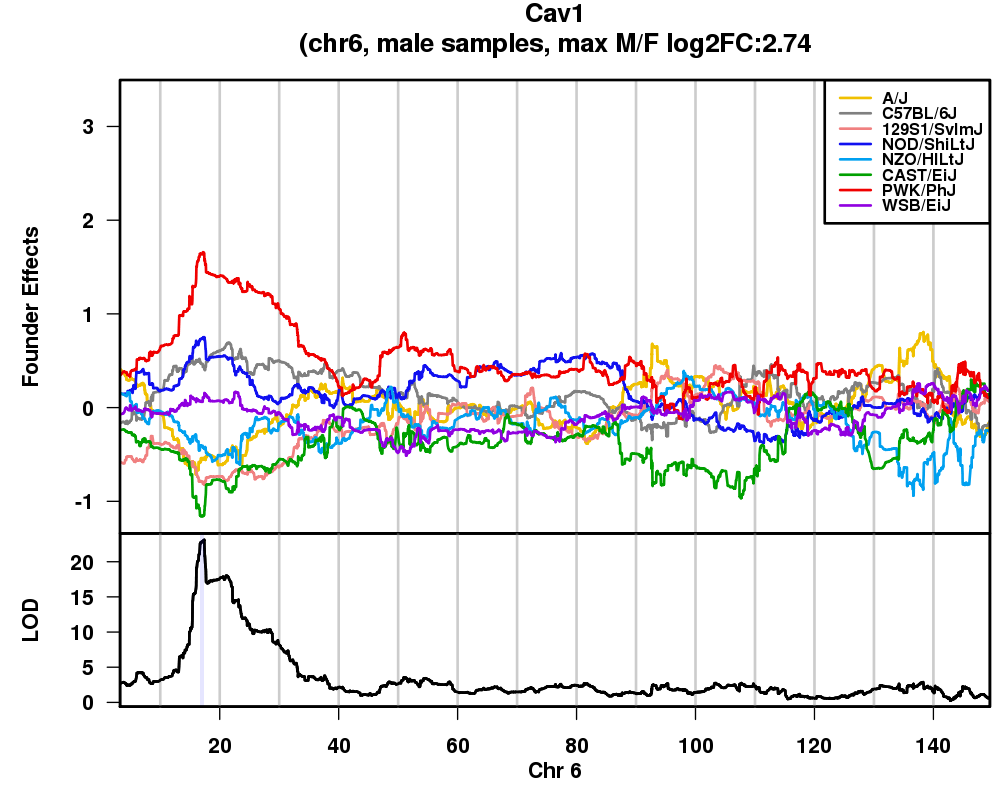 Cav1
(chr6, male samples, max M/F log2FC:2.74
A/J
C57BL/6J
129S1/SvImJ
NOD/ShiLtJ
NZO/HILtJ
CAST/EiJ
PWK/PhJ
WSB/EiJ
Founder Effects
3
2
1
0
-1
LOD
20
15
10
5
0
20 40 60 80 100 120 140
Chr 6